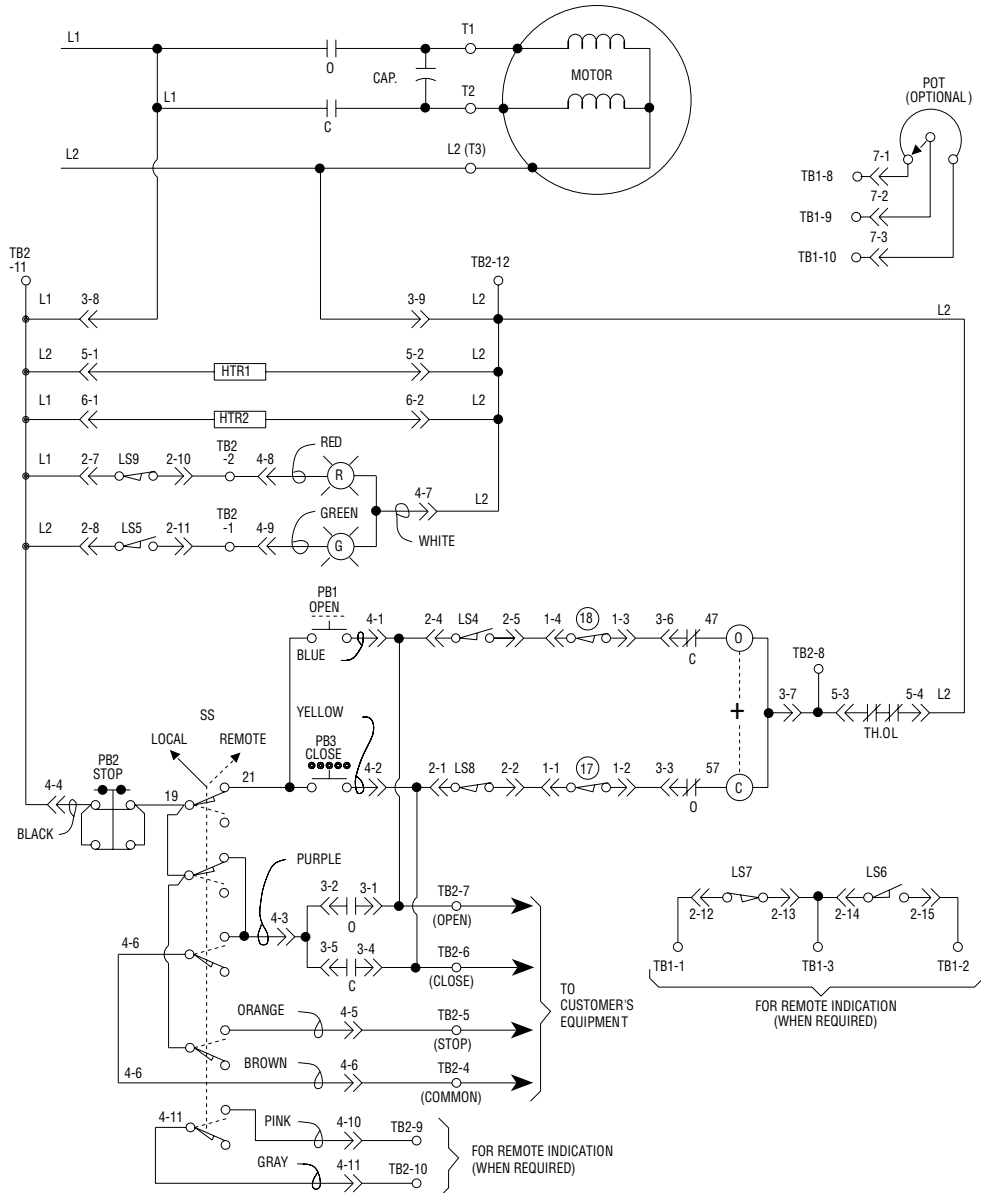 L1
T1
O
CAP.
MOTOR
L1
T2
C
L2
L2 (T3)
POT
(OPTIONAL)
7-1
TB1-8
7-2
TB1-9
7-3
TB1-10
TB2
-11
TB2-12
L1
3-8
3-9
L2
L2
L2
5-1
HTR1
5-2
L2
L1
6-1
HTR2
6-2
L2
L1
2-7
LS9
2-10
TB2
-2
4-8
RED
R
4-7
L2
WHITE
L2
2-8
LS5
2-11
TB2
-1
4-9
GREEN
G
PB1
OPEN
4-1
BLUE
2-4
LS4
2-5
1-4
18
1-3
3-6
47
C
O
TB2-8
3-7
5-3
5-4
L2
TH.OL
YELLOW
SS
LOCAL
REMOTE
PB3
CLOSE
21
4-2
2-1
LS8
2-2
1-1
17
1-2
3-3
57
O
C
PB2
STOP
4-4
19
BLACK
PURPLE
4-3
3-2
3-1
O
TB2-7
(OPEN)
3-5
3-4
C
TB2-6
(CLOSE)
4-6
ORANGE
4-5
TB2-5
(STOP)
BROWN
4-6
4-6
TB2-4
(COMMON)
TO
CUSTOMER'S
EQUIPMENT
LS7
LS6
2-12
2-13
2-14
2-15
TB1-1
TB1-3
TB1-2
FOR REMOTE INDICATION
(WHEN REQUIRED)
4-11
PINK
4-10
TB2-9
GRAY
4-11
TB2-10
FOR REMOTE INDICATION
(WHEN REQUIRED)